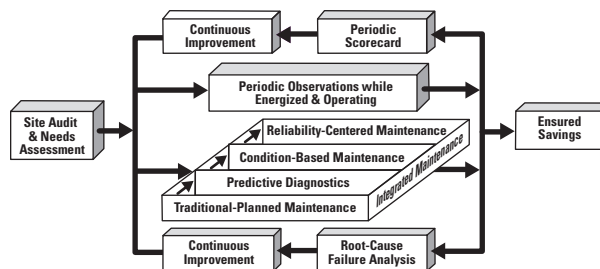 Continuous
Improvement
Periodic
Scorecard
Periodic Observations while
Energized & Operating
Site Audit
& Needs
Assessment
Reliability-Centered Maintenance
Condition-Based Maintenance
Predictive Diagnostics
Traditional-Planned Maintenance
Integrated Maintenance
Ensured
Savings
Continuous
Improvement
Root-Cause
Failure Analysis